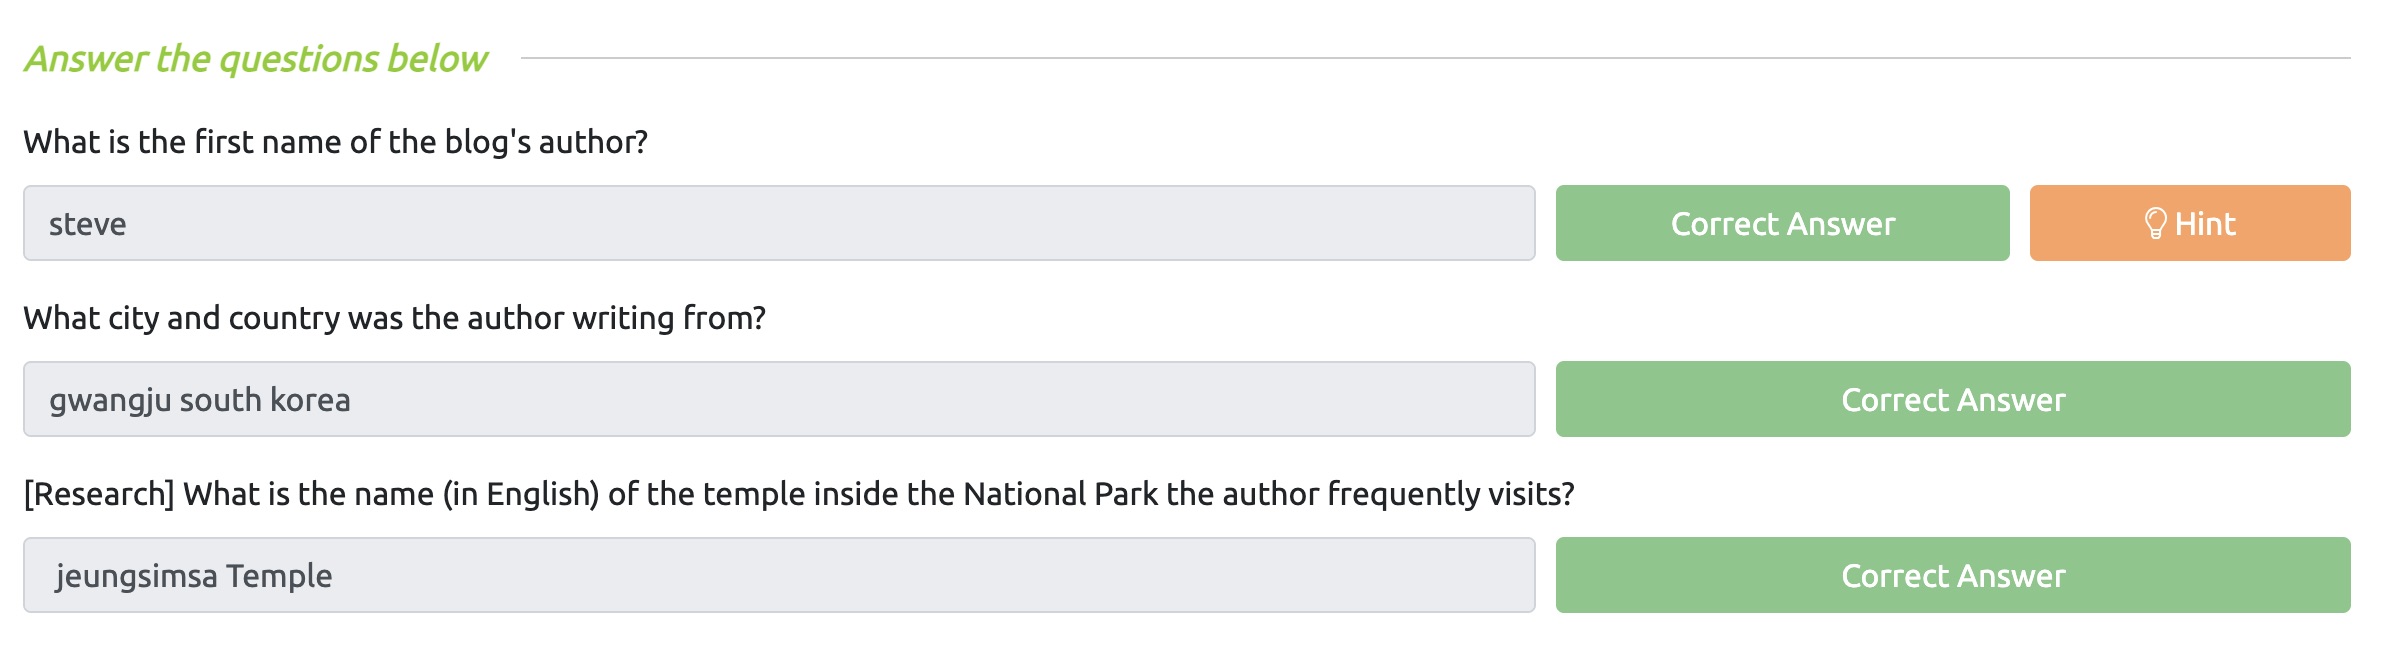 Answer the questions below
What is the first name of the blog's author?
steve
Correct Answer
Hint
What city and country was the author writing from?
gwangju south korea
Correct Answer
[Research] What is the name (in English) of the temple inside the National Park the author frequently visits?
jeungsimsa Temple
Correct Answer